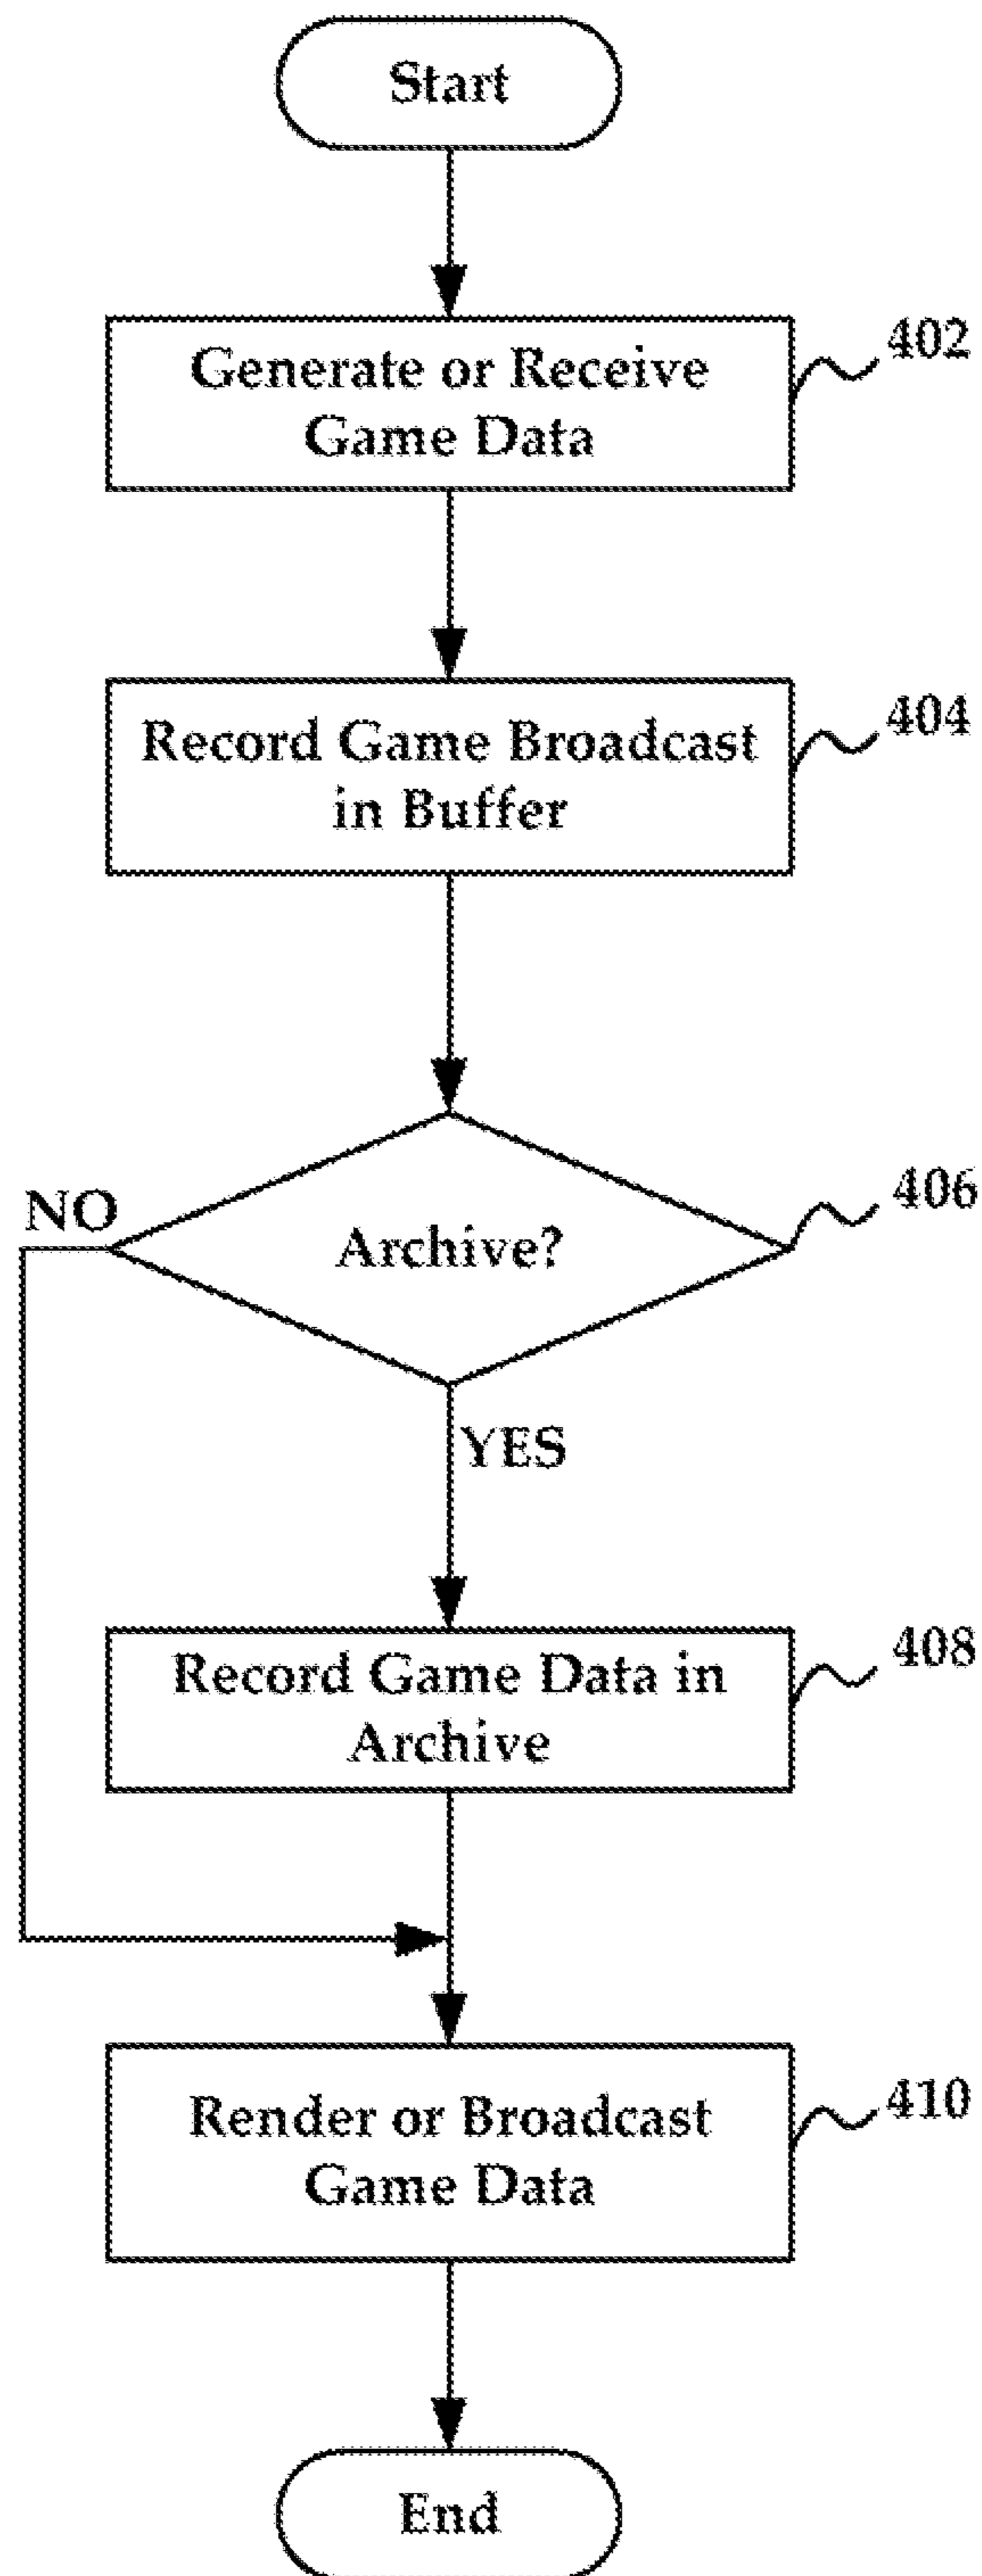 Start
Generate or Receive
Game Data
402
Record Game Broadcast
in Buffer
404
Archive?
406
NO
YES
Record Game Data in
Archive
408
Render or Broadcast
Game Data
410
End